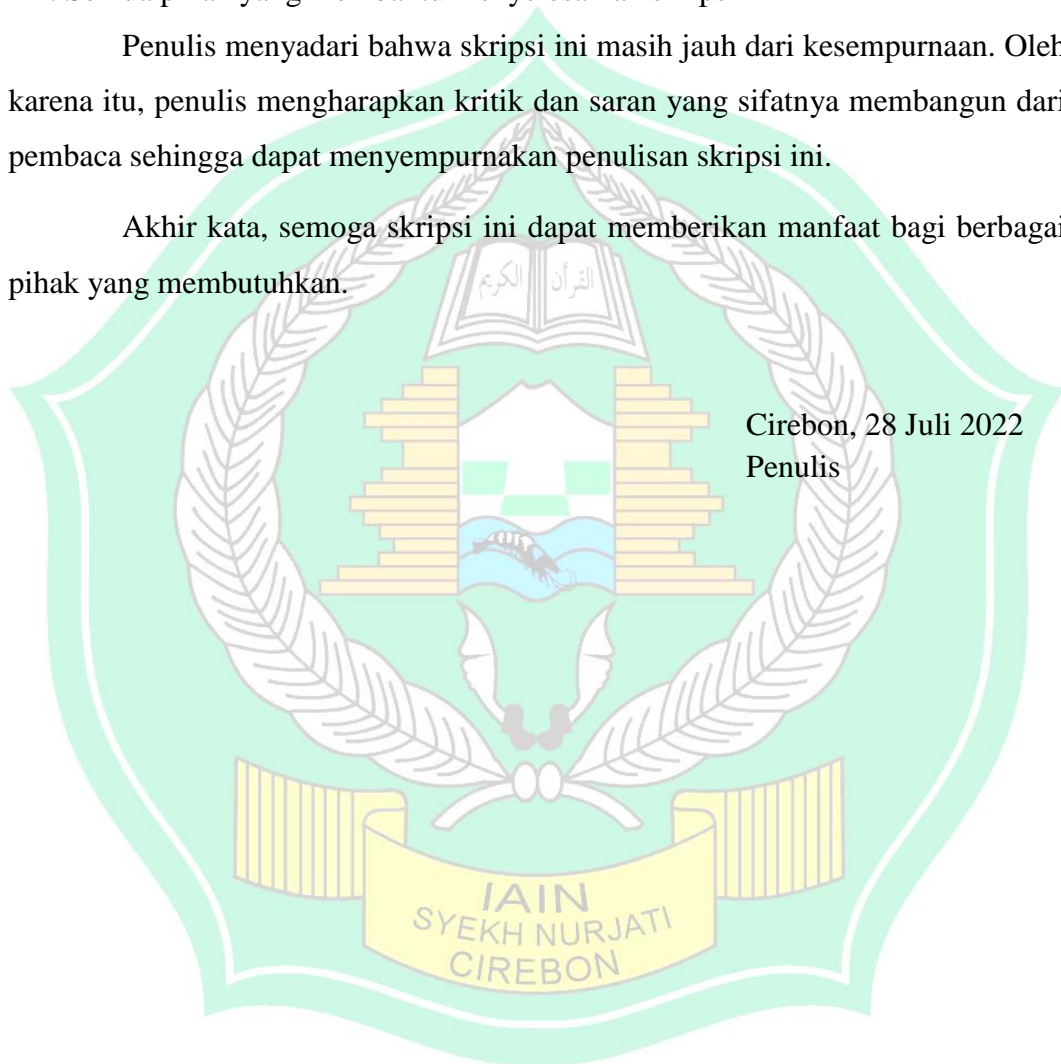 Penulis menyadari bahwa skripsi ini masih jauh dari kesempurnaan. Oleh
karena itu, penulis mengharapkan kritik dan saran yang sifatnya membangun dari
pembaca sehingga dapat menyempurnakan penulisan skripsi ini.
Akhir kata, semoga skripsi ini dapat memberikan manfaat bagi berbagai
pihak yang membutuhkan.
القرآن الكريم
Cirebon, 28 Juli 2022
Penulis
IAIN
SYEKH NURJATI
CIREBON